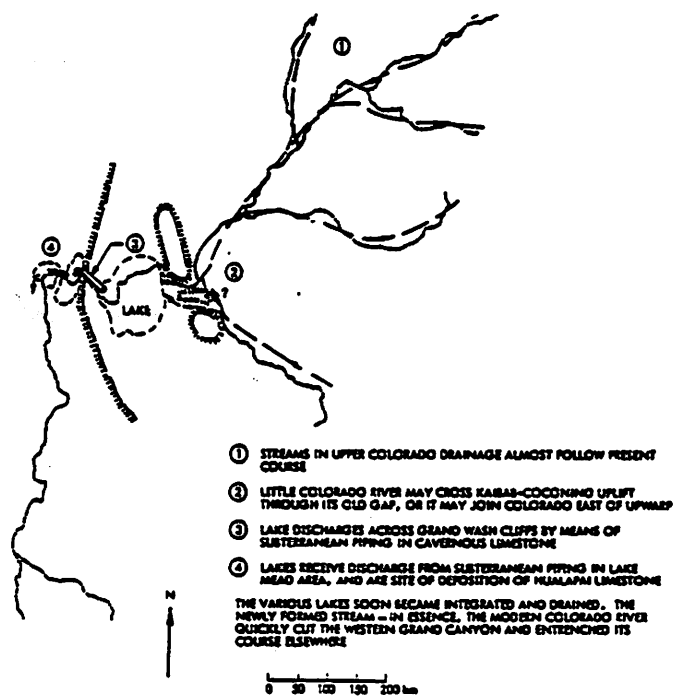 ①
④
③
②
?
LAKE
① STREAMS IN UPPER COLORADO DRAINAGE ALMOST FOLLOW PRESENT
COURSE
② LITTLE COLORADO RIVER MAY CROSS KAIBAB-COCONINO UPLIFT
THROUGH ITS OLD GAP, OR IT MAY JOIN COLORADO EAST OF UPWARP
③ LAKE DISCHARGES ACROSS GRAND WASH CLIFFS BY MEANS OF
SUBTERRANEAN PIPING IN CAVERNOUS LIMESTONE
④ LAKES RECEIVE DISCHARGE FROM SUBTERRANEAN PIPING IN LAKE
MEAD AREA, AND ARE SITE OF DEPOSITION OF HUALAPAI LIMESTONE
THE VARIOUS LAKES SOON BECAME INTEGRATED AND DRAINED. THE
NEWLY FORMED STREAM - IN ESSENCE, THE MODERN COLORADO RIVER
QUICKLY CUT THE WESTERN GRAND CANYON AND ENTRENCHED ITS
COURSE ELSEWHERE
N
0 50 100 150 200 km